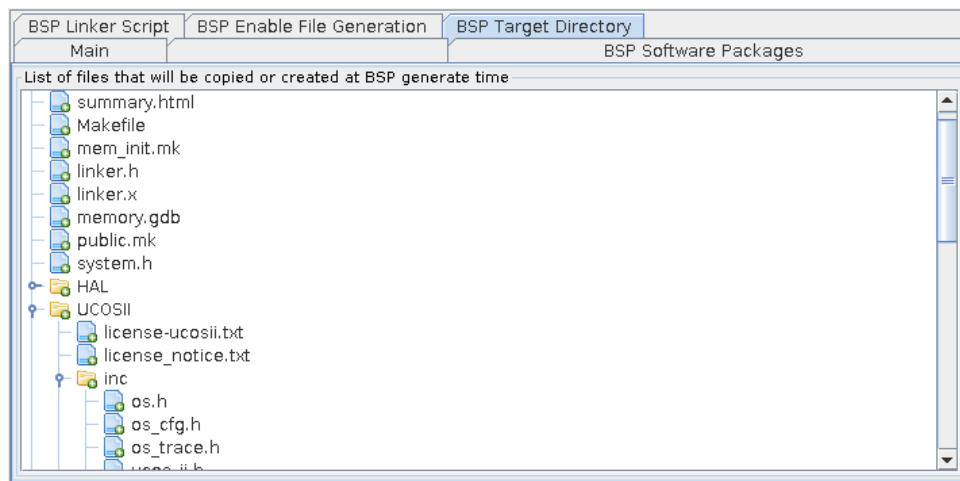 BSP Linker Script BSP Enable File Generation BSP Target Directory
Main BSP Software Packages
List of files that will be copied or created at BSP generate time
summary.html
Makefile
mem_init.mk
linker.h
linker.x
memory.gdb
public.mk
system.h
HAL
UCOSII
license-ucosii.txt
license_notice.txt
inc
os.h
os_cfg.h
os_trace.h